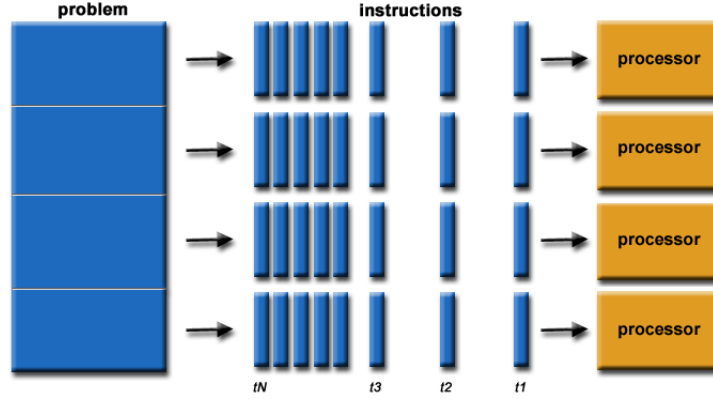 problem
instructions
processor
processor
processor
processor
tN
t3
t2
t1